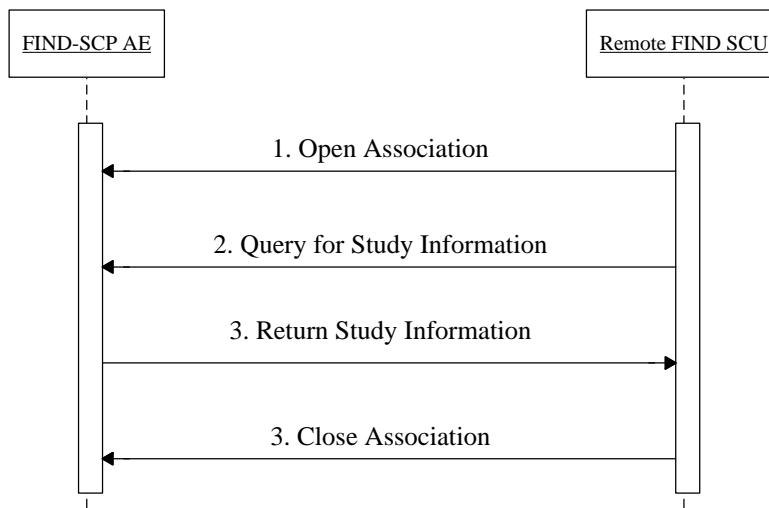 FIND-SCP AE
Remote FIND SCU
1. Open Association
2. Query for Study Information
3. Return Study Information
3. Close Association